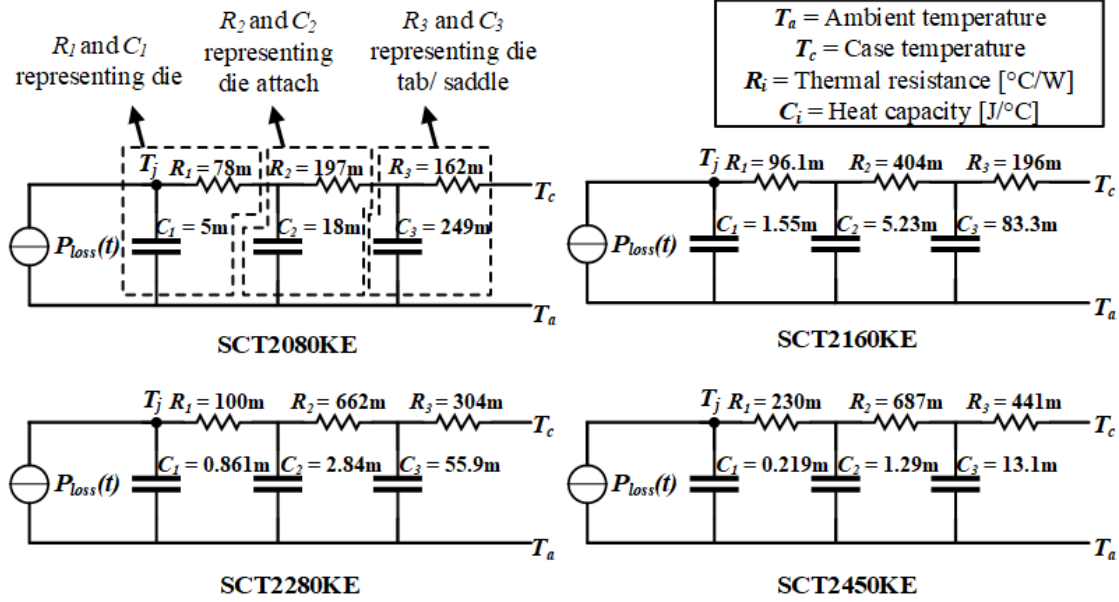 R1 and C1
representing die
R2 and C2
representing
die attach
R3 and C3
representing die
tab/ saddle
Ta = Ambient temperature
Tc = Case temperature
Ri = Thermal resistance [°C/W]
Ci = Heat capacity [J/°C]
Tj R1 = 78m R2 = 197m R3 = 162m Tc
Ploss(t) C1 = 5m C2 = 18m C3 = 249m
Ta
SCT2080KE
Tj R1 = 96.1m R2 = 404m R3 = 196m Tc
Ploss(t) C1 = 1.55m C2 = 5.23m C3 = 83.3m
Ta
SCT2160KE
Tj R1 = 100m R2 = 662m R3 = 304m Tc
Ploss(t) C1 = 0.861m C2 = 2.84m C3 = 55.9m
Ta
SCT2280KE
Tj R1 = 230m R2 = 687m R3 = 441m Tc
Ploss(t) C1 = 0.219m C2 = 1.29m C3 = 13.1m
Ta
SCT2450KE